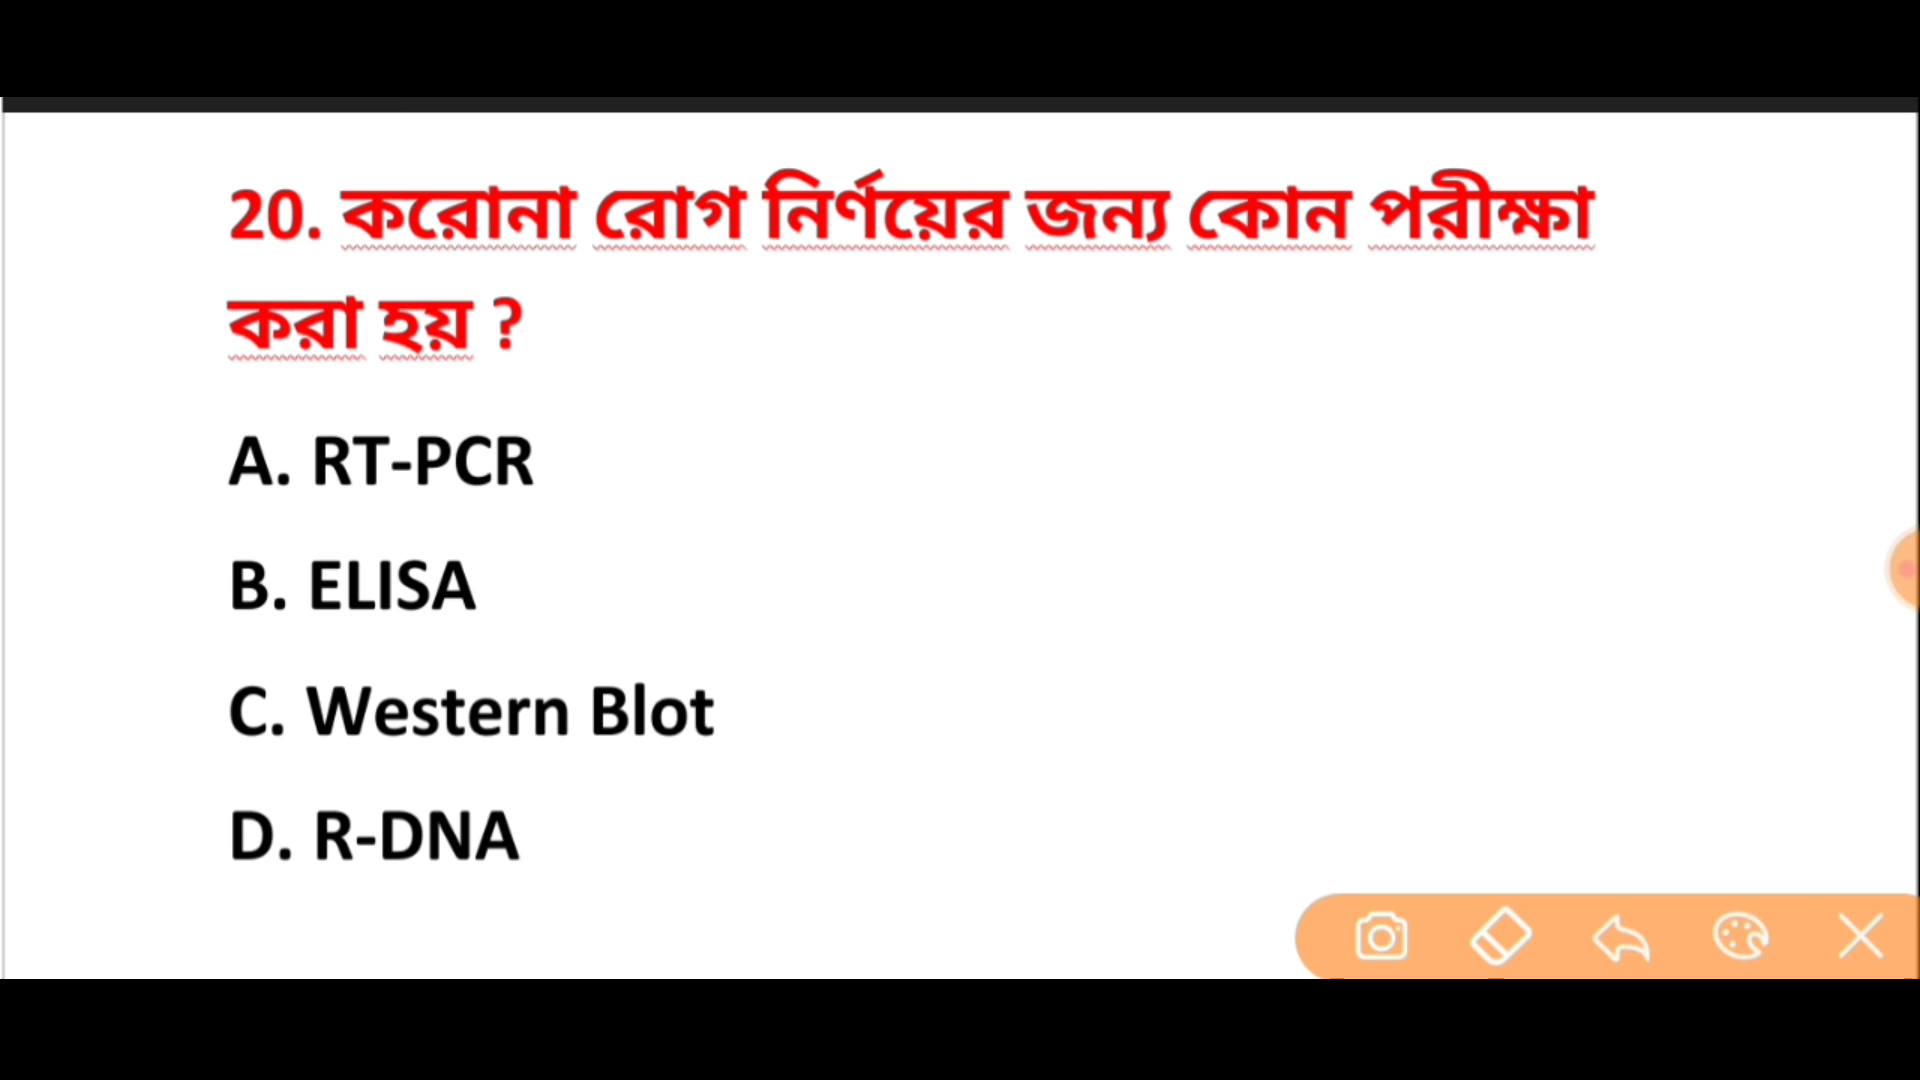 20. করোনা রোগ নির্ণয়ের জন্য কোন পরীক্ষা
করা হয় ?
A. RT-PCR
B. ELISA
C. Western Blot
D. R-DNA